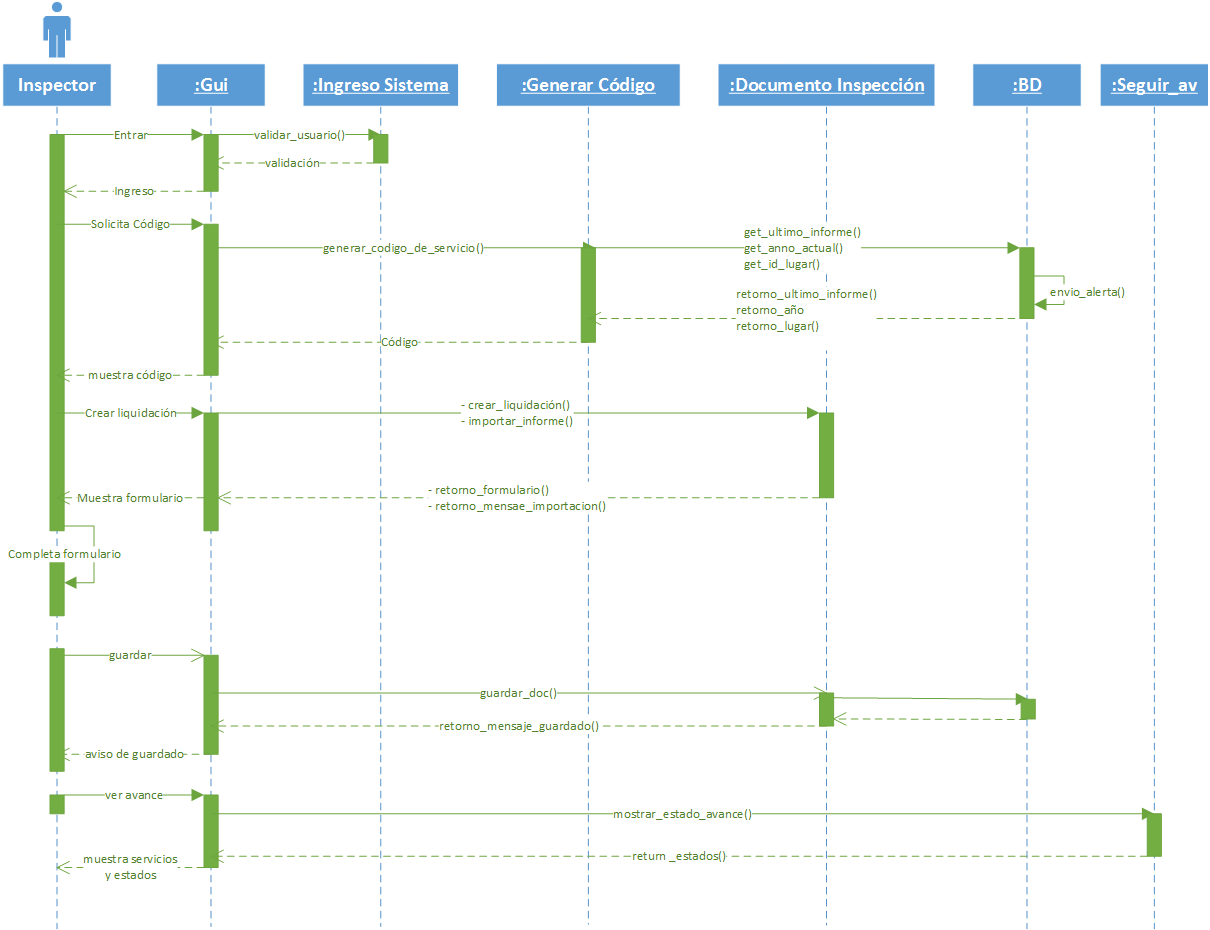 Inspector
:Gui
:Ingreso Sistema
:Generar Código
:Documento Inspección
:BD
:Seguir_av
Entrar
validar_usuario()
validación
Ingreso
Solicita Código
generar_codigo_de_servicio()
get_ultimo_informe()
get_anno_actual()
get_id_lugar()
envio_alerta()
retorno_ultimo_informe()
retorno_año
retorno_lugar()
Código
muestra código
Crear liquidación
- crear_liquidación()
- importar_informe()
Muestra formulario
- retorno_formulario()
- retorno_mensae_importacion()
Completa formulario
guardar
guardar_doc()
retorno_mensaje_guardado()
aviso de guardado
ver avance
mostrar_estado_avance()
return _estados()
muestra servicios
y estados